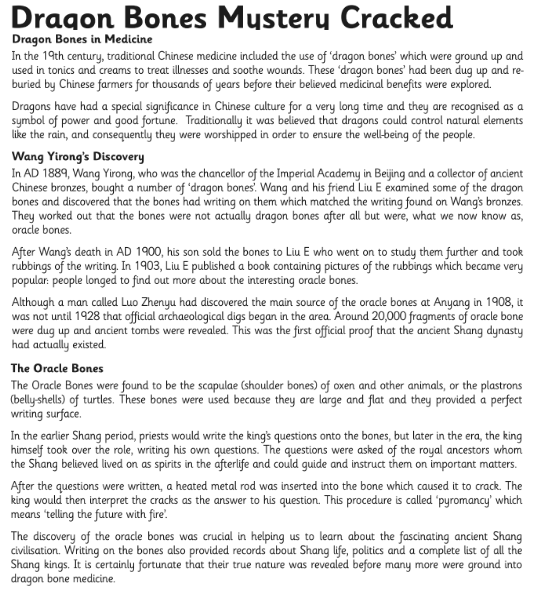 Dragon Bones Mystery Cracked
Dragon Bones in Medicine
In the 19th century, traditional Chinese medicine included the use of ‘dragon bones’ which were ground up and
used in tonics and creams to treat illnesses and soothe wounds. These ‘dragon bones’ had been dug up and re-
buried by Chinese farmers for thousands of years before their believed medicinal benefits were explored.
Dragons have had a special significance in Chinese culture for a very long time and they are recognised as a
symbol of power and good fortune. Traditionally it was believed that dragons could control natural elements
like the rain, and consequently they were worshipped in order to ensure the well-being of the people.
Wang Yirong’s Discovery
In AD 1889, Wang Yirong, who was the chancellor of the Imperial Academy in Beijing and a collector of ancient
Chinese bronzes, bought a number of ‘dragon bones’. Wang and his friend Liu E examined some of the dragon
bones and discovered that the bones had writing on them which matched the writing found on Wang’s bronzes.
They worked out that the bones were not actually dragon bones after all but were, what we now know as,
oracle bones.
After Wang’s death in AD 1900, his son sold the bones to Liu E who went on to study them further and took
rubbings of the writing. In 1903, Liu E published a book containing pictures of the rubbings which became very
popular: people longed to find out more about the interesting oracle bones.
Although a man called Luo Zhenyu had discovered the main source of the oracle bones at Anyang in 1908, it
was not until 1928 that official archaeological digs began in the area. Around 20,000 fragments of oracle bone
were dug up and ancient tombs were revealed. This was the first official proof that the ancient Shang dynasty
had actually existed.
The Oracle Bones
The Oracle Bones were found to be the scapulae (shoulder bones) of oxen and other animals, or the plastrons
(belly-shells) of turtles. These bones were used because they are large and flat and they provided a perfect
writing surface.
In the earlier Shang period, priests would write the king’s questions onto the bones, but later in the era, the king
himself took over the role, writing his own questions. The questions were asked of the royal ancestors whom
the Shang believed lived on as spirits in the afterlife and could guide and instruct them on important matters.
After the questions were written, a heated metal rod was inserted into the bone which caused it to crack. The
king would then interpret the cracks as the answer to his question. This procedure is called ‘pyromancy’ which
means ‘telling the future with fire’.
The discovery of the oracle bones was crucial in helping us to learn about the fascinating ancient Shang
civilisation. Writing on the bones also provided records about Shang life, politics and a complete list of all the
Shang kings. It is certainly fortunate that their true nature was revealed before many more were ground into
dragon bone medicine.